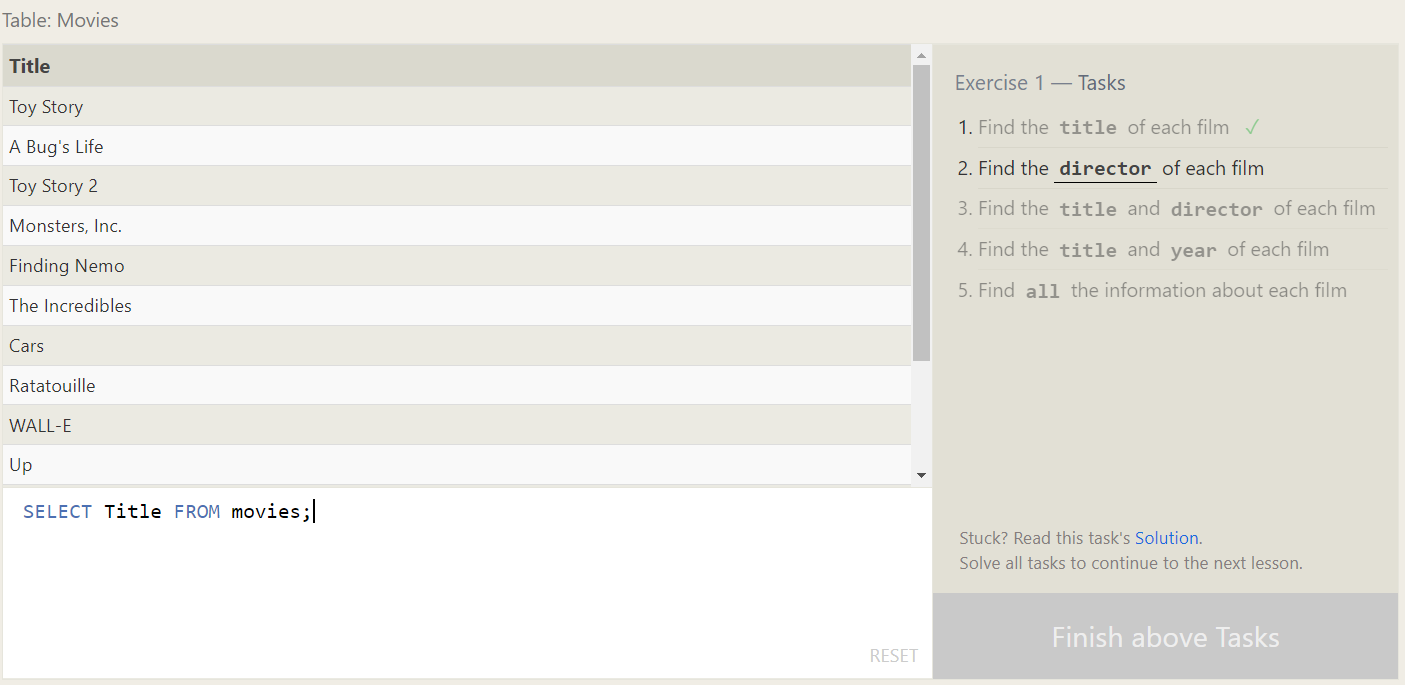 Table: Movies
Title
Toy Story
A Bug's Life
Toy Story 2
Monsters, Inc.
Finding Nemo
The Incredibles
Cars
Ratatouille
WALL-E
Up
SELECT Title FROM movies;
RESET
Exercise 1 — Tasks
1. Find the title of each film ✓
2. Find the director of each film
3. Find the title and director of each film
4. Find the title and year of each film
5. Find all the information about each film
Stuck? Read this task's Solution.
Solve all tasks to continue to the next lesson.
Finish above Tasks